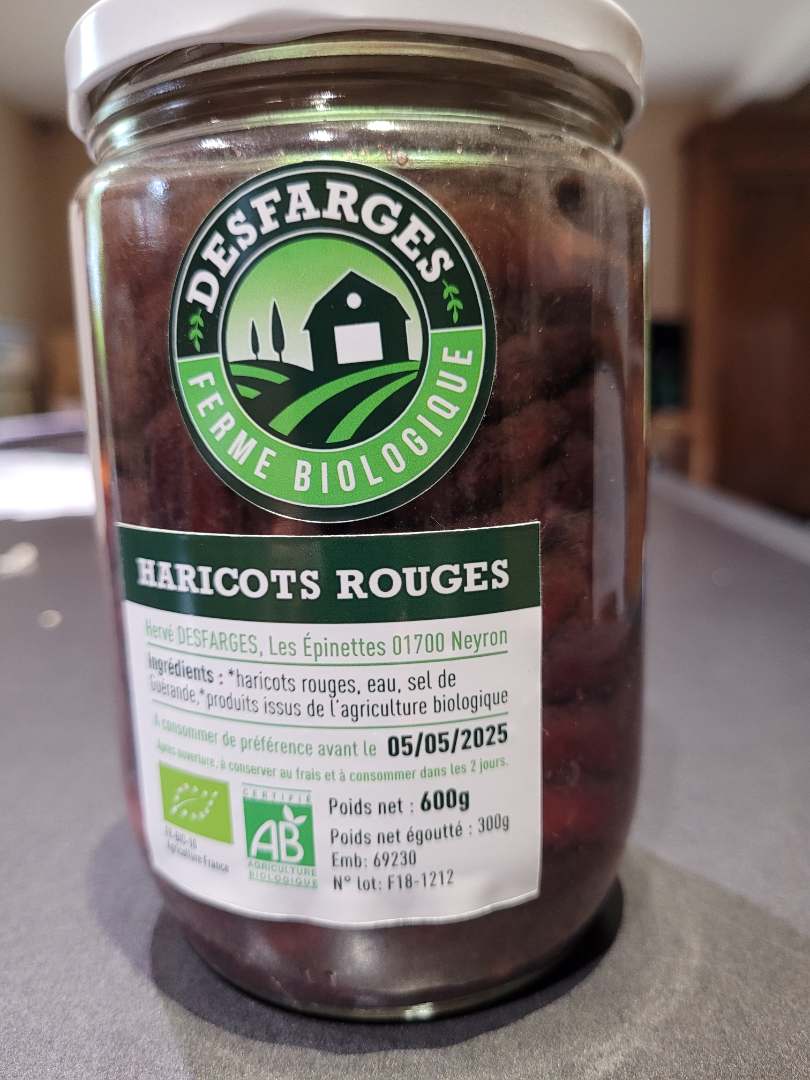 DESFARGES
FERME BIOLOGIQUE
HARICOTS ROUGES
Hervé DESFARGES, Les Épinettes 01700 Neyron
Ingrédients : *haricots rouges, eau, sel de
Guérande,*produits issus de l'agriculture biologique
A consommer de préférence avant le 05/05/2025
Après ouverture, à conserver au frais et à consommer dans les 2 jours.
CERTIFIÉ
AB
AGRICULTURE
BIOLOGIQUE
Agriculture France
Poids net : 600g
Poids net égoutté : 300g
Emb: 69230
N° lot: F18-1212